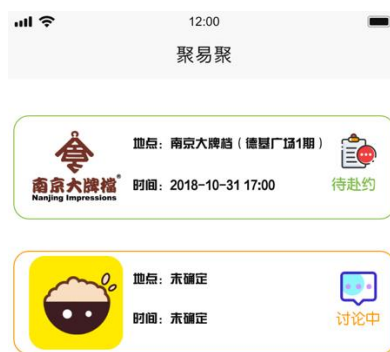 12:00
聚易聚
地点：南京大牌档（德基广场1期）
南京大牌檔®
Nanjing Impressions
时间：2018-10-31 17:00
待赴约
地点：未确定
时间：未确定
讨论中